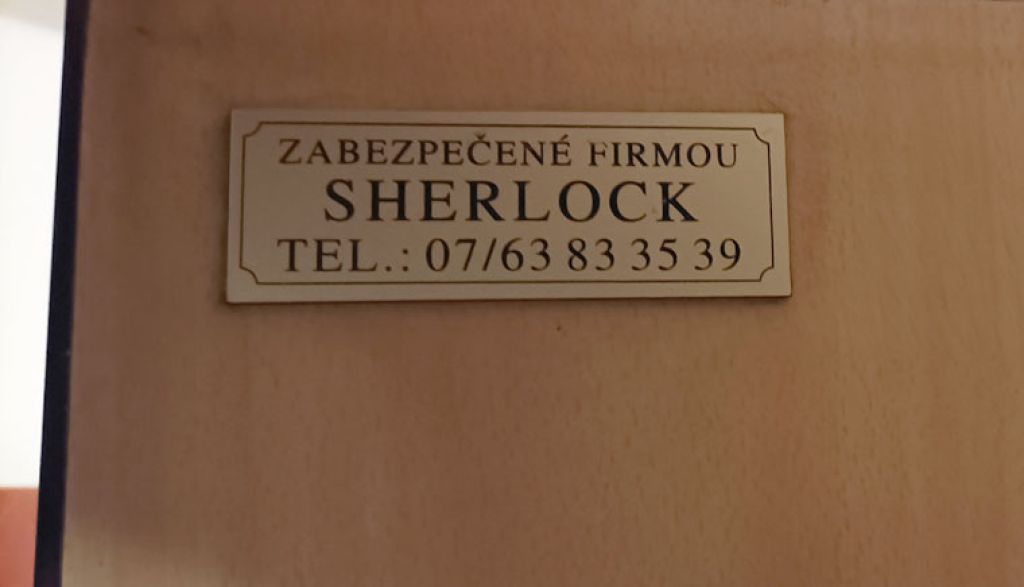 ZABEZPEČENÉ FIRMOU
SHERLOCK
TEL.: 07/63 83 35 39